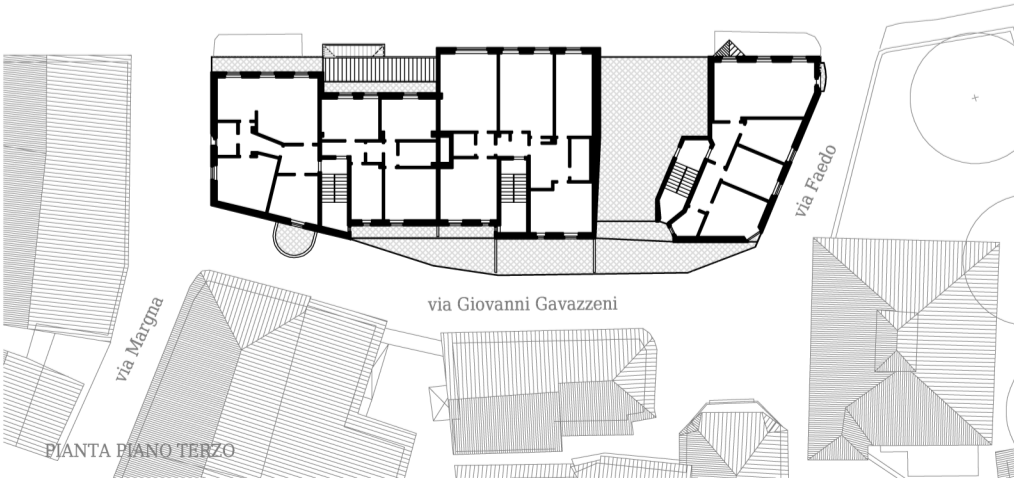 via Faedo
via Giovanni Gavazzeni
via Margna
PIANTA PIANO TERZO